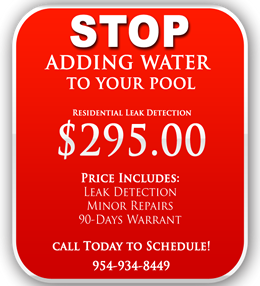 STOP
ADDING WATER
TO YOUR POOL
RESIDENTIAL LEAK DETECTION
$295.00
PRICE INCLUDES:
LEAK DETECTION
MINOR REPAIRS
90-DAYS WARRANT
CALL TODAY TO SCHEDULE!
954-934-8449